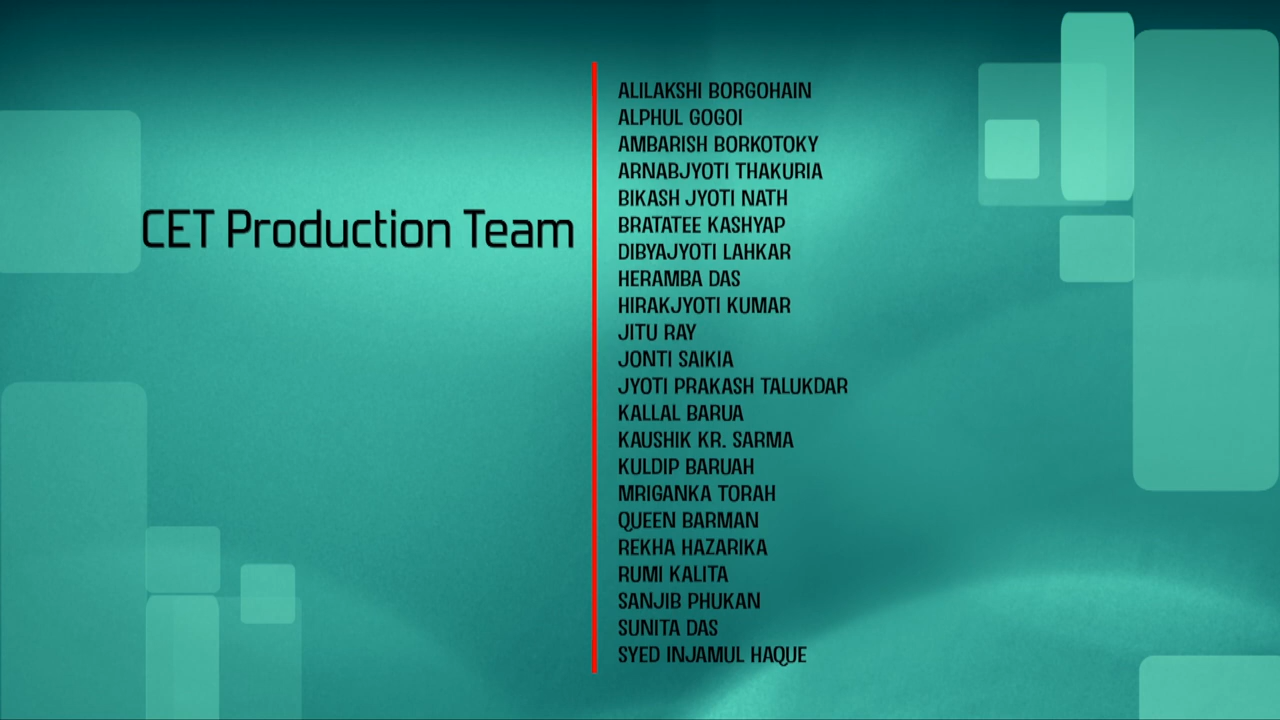 CET Production Team
ALILAKSHI BORGOHAIN
ALPHUL GOGOI
AMBARISH BORKOTOKY
ARNABJYOTI THAKURIA
BIKASH JYOTI NATH
BRATATEE KASHYAP
DIBYAJYOTI LAHKAR
HERAMBA DAS
HIRAKJYOTI KUMAR
JITU RAY
JONTI SAIKIA
JYOTI PRAKASH TALUKDAR
KALLAL BARUA
KAUSHIK KR. SARMA
KULDIP BARUAH
MRIGANKA TORAH
QUEEN BARMAN
REKHA HAZARIKA
RUMI KALITA
SANJIB PHUKAN
SUNITA DAS
SYED INJAMUL HAQUE